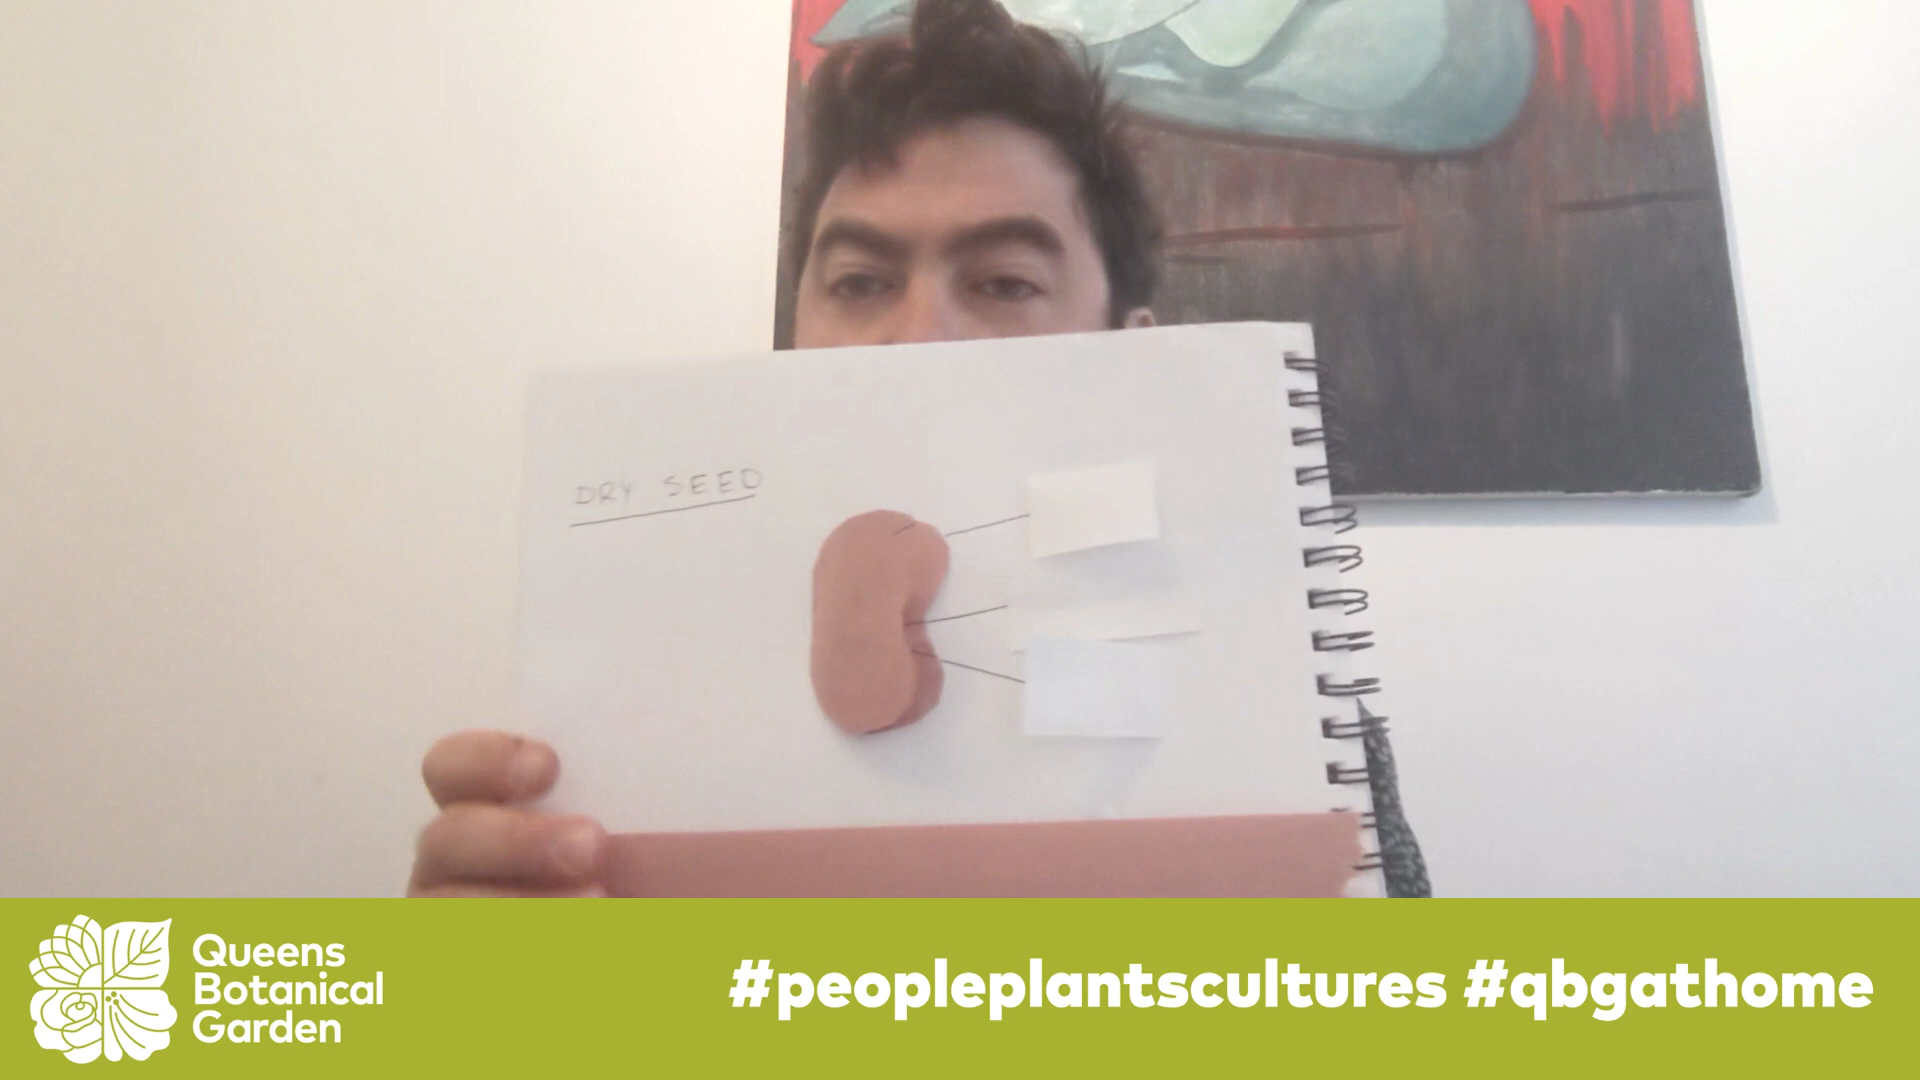 DRY SEED
Queens
Botanical
Garden
#peopleplantscultures #qbgathome